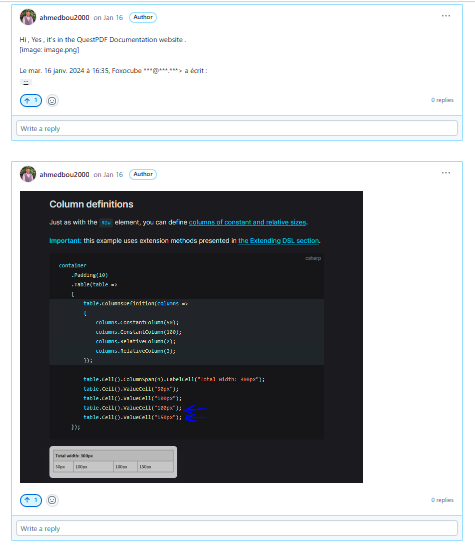 ahmedbou2000 on Jan 16 Author
Hi , Yes , it's in the QuestPDF Documentation website .
[image: image.png]
Le mar. 16 janv. 2024 à 16:35, Foxocube ***@***.***> a écrit :
1
0 replies
Write a reply
ahmedbou2000 on Jan 16 Author
Column definitions
Just as with the Row element, you can define columns of constant and relative sizes.
Important: this example uses extension methods presented in the Extending DSL section.
csharp
container
.Padding(10)
.Table(table =>
{
table.ColumnsDefinition(columns =>
{
columns.ConstantColumn(50);
columns.ConstantColumn(100);
columns.RelativeColumn(2);
columns.RelativeColumn(3);
});
table.Cell().ColumnSpan(4).LabelCell("Total width: 300px");
table.Cell().ValueCell("50px");
table.Cell().ValueCell("100px");
table.Cell().ValueCell("100px");
table.Cell().ValueCell("150px");
});
Total width: 300px
50px 100px 100px 100px
1
0 replies
Write a reply